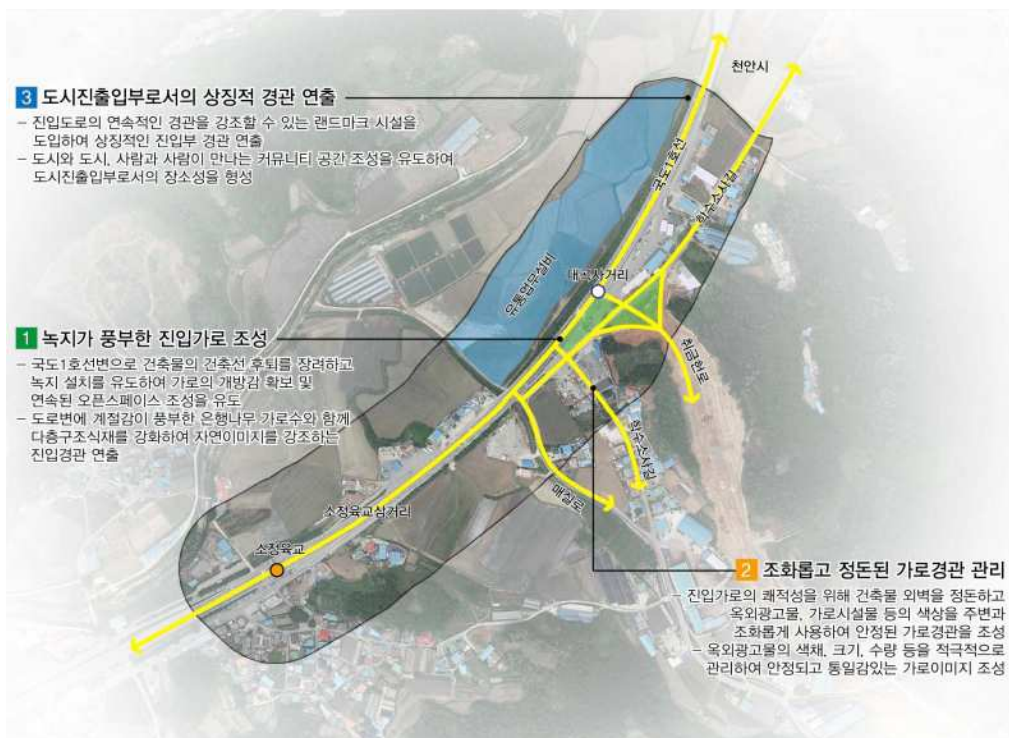 천안시
3 도시진출입부로서의 상징적 경관 연출
- 진입도로의 연속적인 경관을 강조할 수 있는 랜드마크 시설을
도입하여 상징적인 진입부 경관 연출
- 도시와 도시, 사람과 사람이 만나는 커뮤니티 공간 조성을 유도하여
도시진출입부로서의 장소성을 형성
국도1호선
학수소사길
유통업무설비
대곡사거리
1 녹지가 풍부한 진입가로 조성
- 국도1호선변으로 건축물의 건축선 후퇴를 장려하고
녹지 설치를 유도하여 가로의 개방감 확보 및
연속된 오픈스페이스 조성을 유도
- 도로변에 계절감이 풍부한 은행나무 가로수와 함께
다층구조식재를 강화하여 자연이미지를 강조하는
진입경관 연출
취금헌로
학수소사길
매질로
소정육교삼거리
소정육교
2 조화롭고 정돈된 가로경관 관리
- 진입가로의 쾌적성을 위해 건축물 외벽을 정돈하고
옥외광고물, 가로시설물 등의 색상을 주변과
조화롭게 사용하여 안정된 가로경관을 조성
- 옥외광고물의 색채, 크기, 수량 등을 적극적으로
관리하여 안정되고 통일감있는 가로이미지 조성